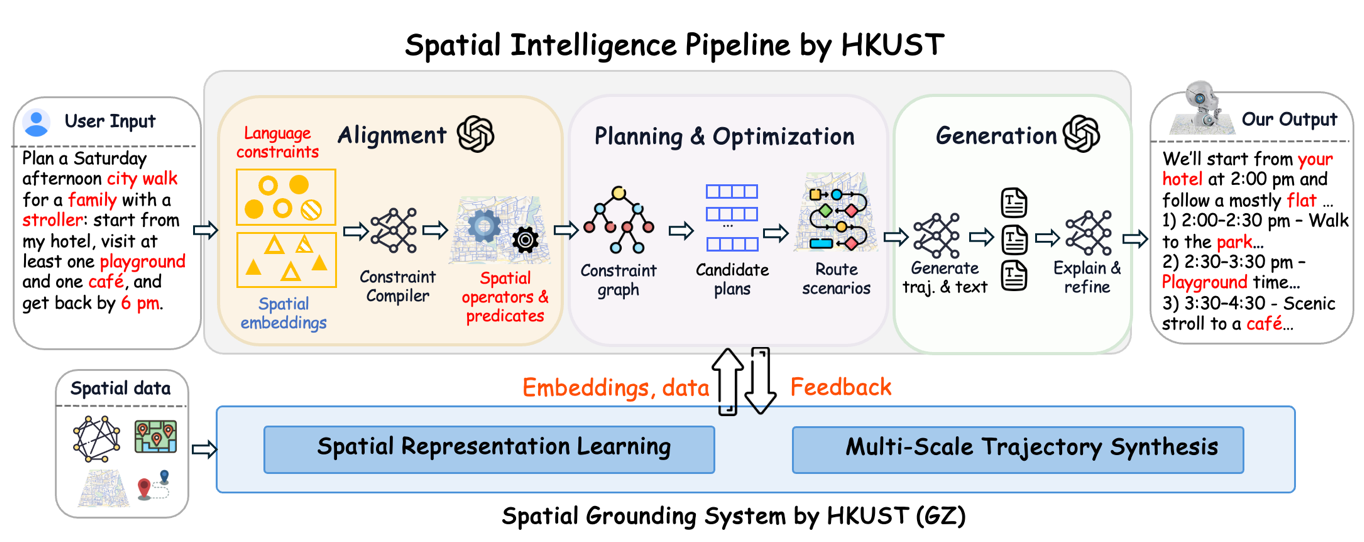 Spatial Intelligence Pipeline by HKUST
User Input
Plan a Saturday
afternoon city walk
for a family with a
stroller: start from
my hotel, visit at
least one playground
and one café, and
get back by 6 pm.
Language
constraints
Alignment
Spatial
embeddings
Constraint
Compiler
Spatial
operators &
predicates
Planning & Optimization
Constraint
graph
...
Candidate
plans
Route
scenarios
Generation
Generate
traj. & text
T
T
T
Explain &
refine
Our Output
We'll start from your
hotel at 2:00 pm and
follow a mostly flat ...
1) 2:00-2:30 pm – Walk
to the park...
2) 2:30-3:30 pm –
Playground time...
3) 3:30-4:30 - Scenic
stroll to a café...
Embeddings, data
Feedback
Spatial data
Spatial Representation Learning
Multi-Scale Trajectory Synthesis
Spatial Grounding System by HKUST (GZ)